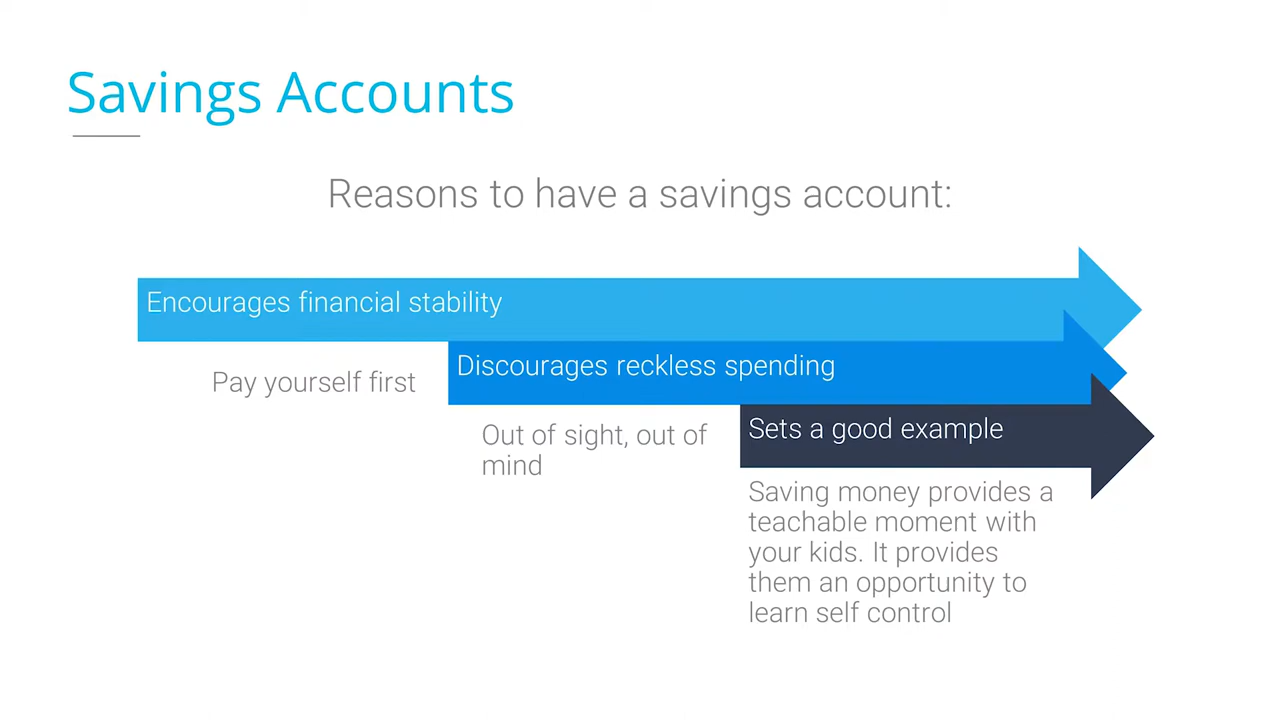 Savings Accounts
Reasons to have a savings account:
Encourages financial stability
Pay yourself first
Discourages reckless spending
Out of sight, out of
mind
Sets a good example
Saving money provides a
teachable moment with
your kids. It provides
them an opportunity to
learn self control